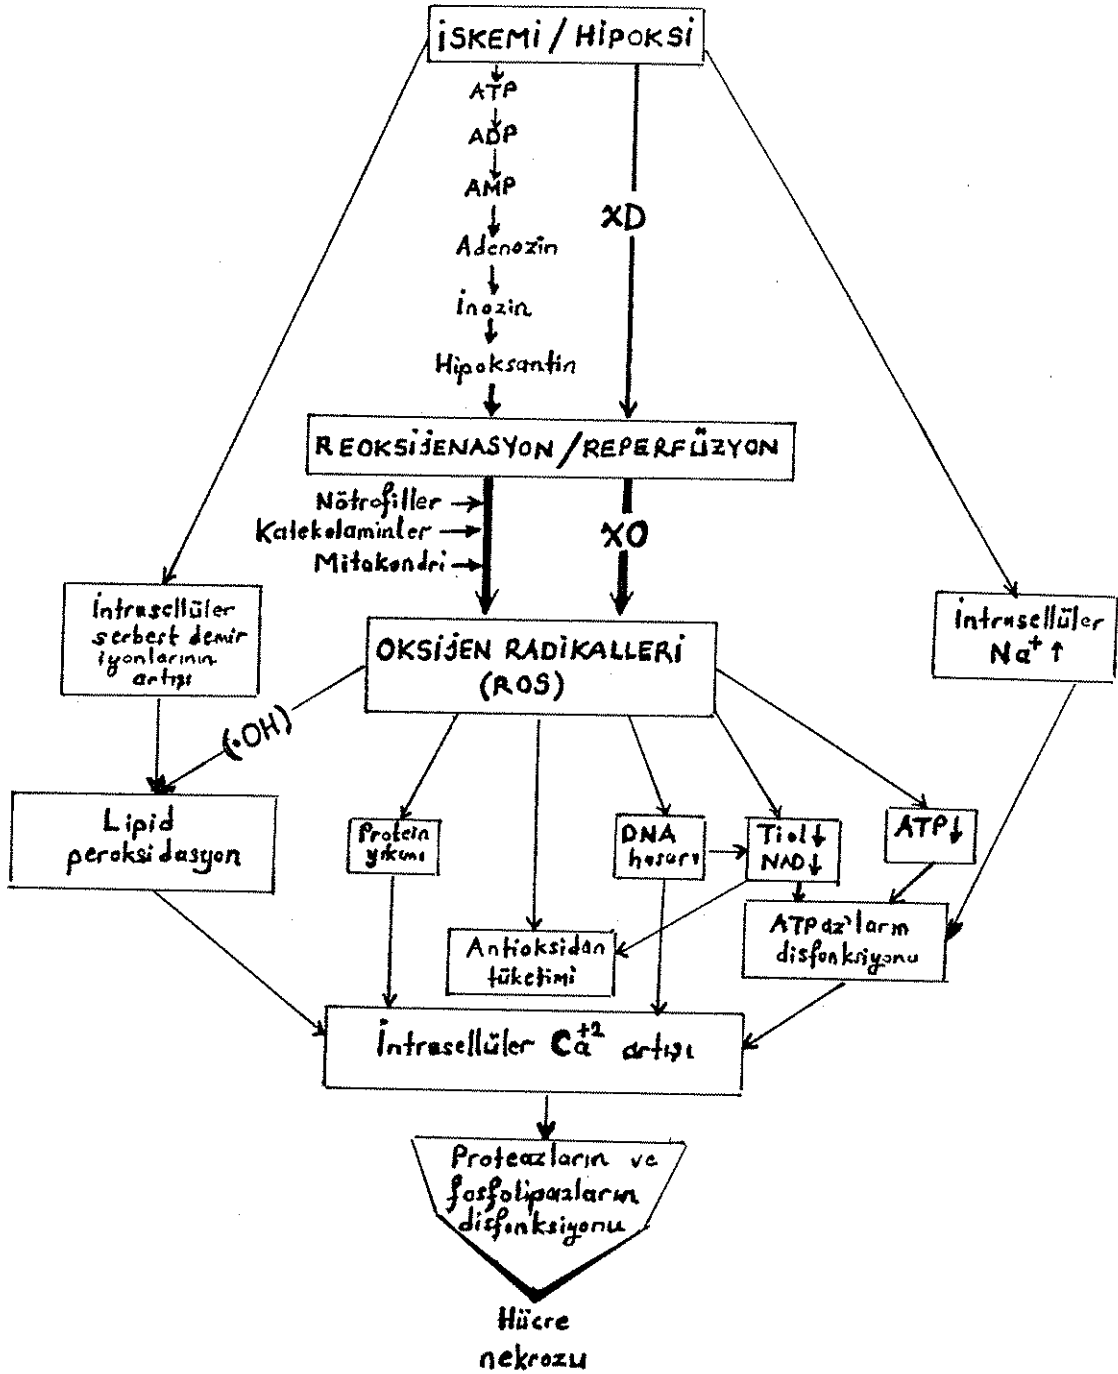 İSKEMİ / HİPOKSİ
ATP
ADP
AMP
XD
Adenozin
İnozin
Hipoksantin
REOKSİJENASYON / REPERFÜZYON
Nötrofiller
Katekolaminler
XO
Mitokondri
İntrasellüler
serbest demir
iyonlarının
artışı
OKSİJEN RADİKALLERİ
(ROS)
İntrasellüler
Na⁺ ↑
(·OH)
Lipid
peroksidasyon
Protein
yıkımı
DNA
hasarı
Tiol↓
NAD↓
ATP↓
Antioksidan
tüketimi
ATPaz'ların
disfonksiyonu
İntrasellüler Ca⁺² artışı
Proteazların ve
fosfolipazların
disfonksiyonu
Hücre
nekrozu